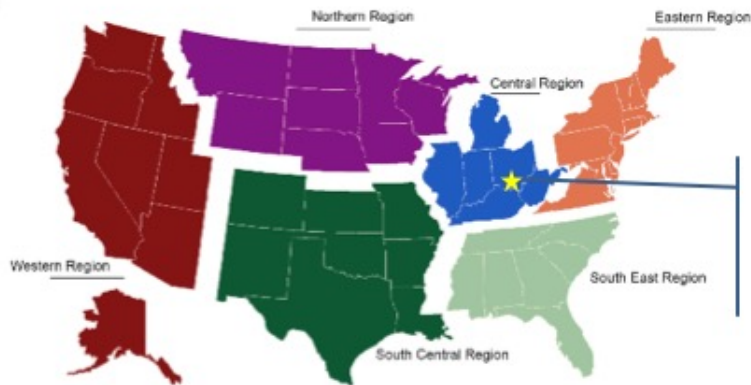 Northern Region
Eastern Region
Central Region
Western Region
South East Region
South Central Region